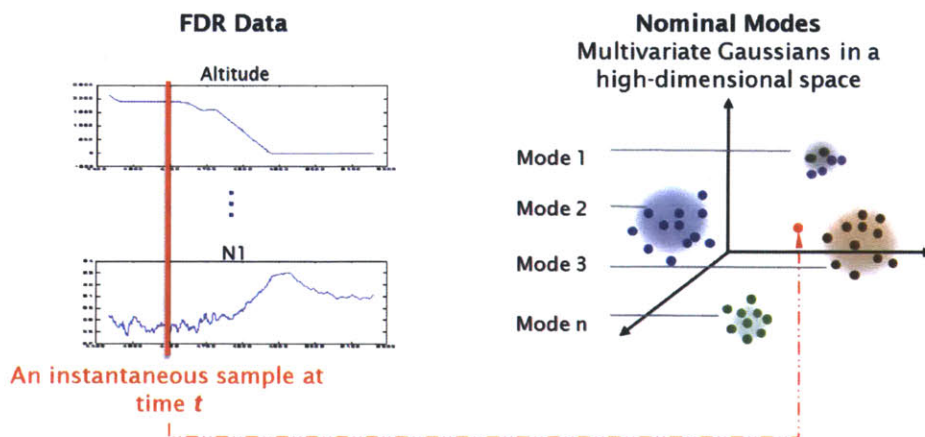 FDR Data
Altitude
N1
An instantaneous sample at
time t
Nominal Modes
Multivariate Gaussians in a
high-dimensional space
Mode 1
Mode 2
Mode 3
Mode n